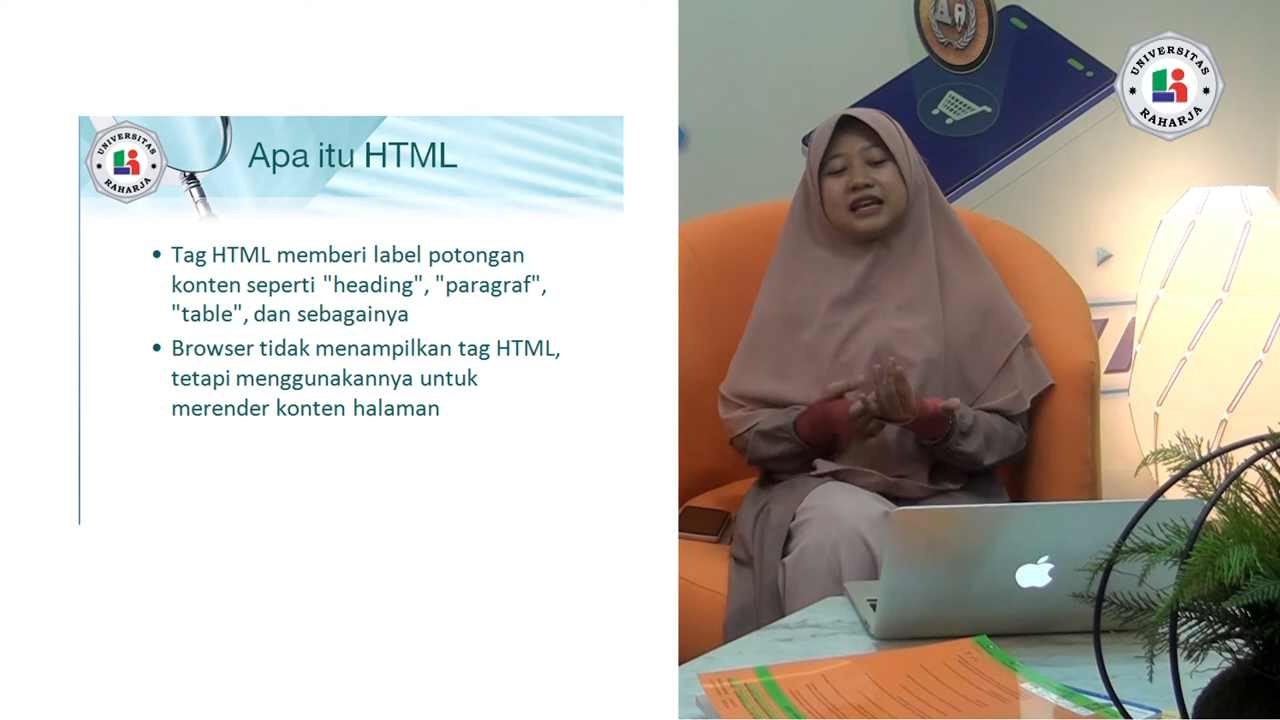 UNIVERSITAS
RAHARJA
Apa itu HTML
• Tag HTML memberi label potongan
konten seperti "heading", "paragraf",
"table", dan sebagainya
• Browser tidak menampilkan tag HTML,
tetapi menggunakannya untuk
merender konten halaman
UNIVERSITAS
RAHARJA